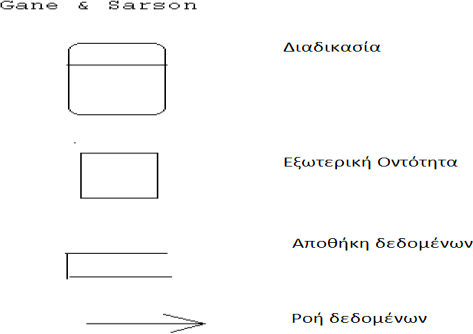 Gane & Sarson
Διαδικασία
Εξωτερική Οντότητα
Αποθήκη δεδομένων
Ροή δεδομένων